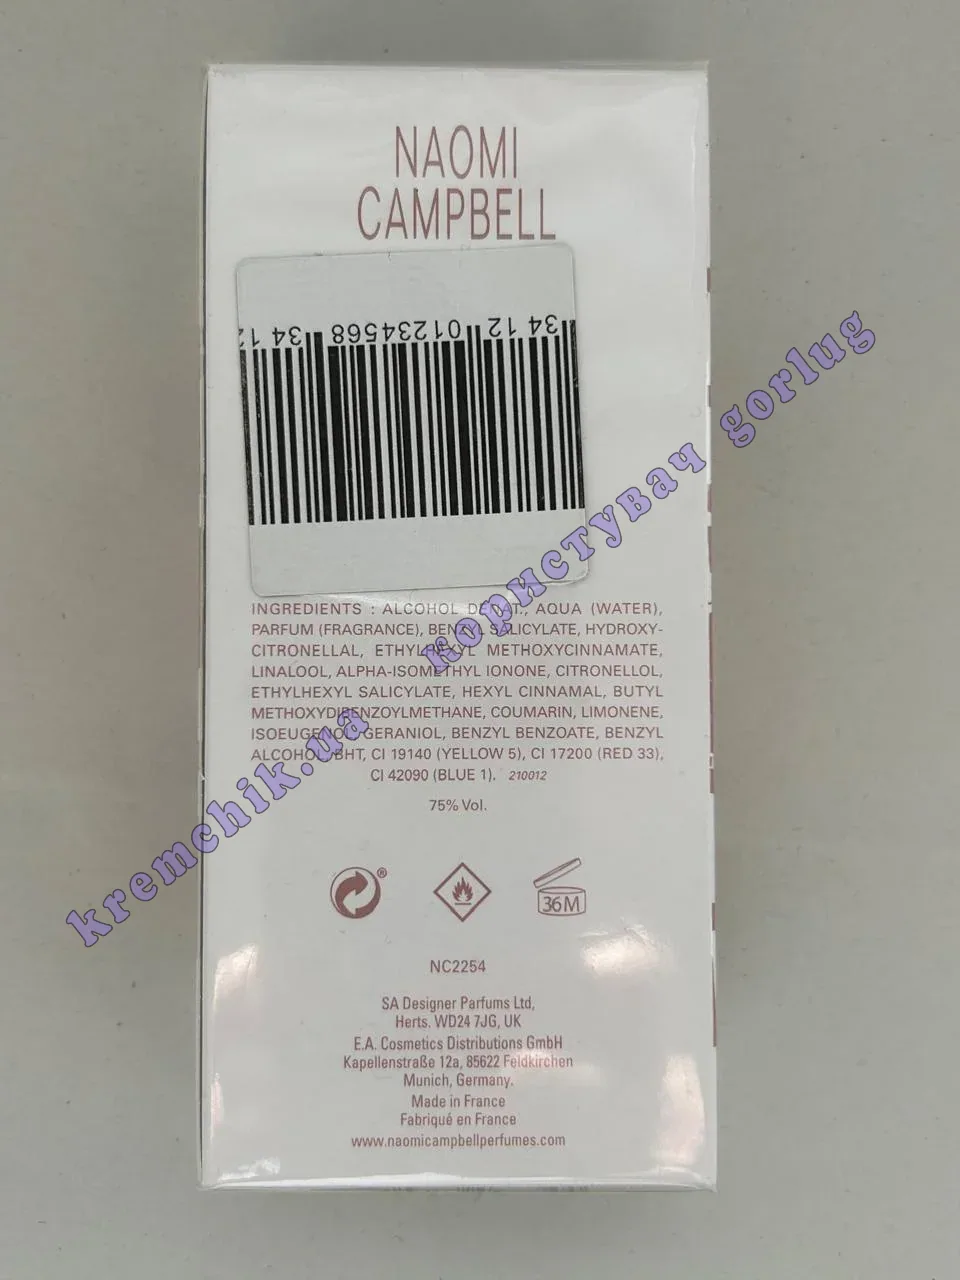 NAOMI
CAMPBELL
34 12 01234568 34 12
INGREDIENTS : ALCOHOL DENAT., AQUA (WATER),
PARFUM (FRAGRANCE), BENZYL SALICYLATE, HYDROXY-
CITRONELLAL, ETHYLHEXYL METHOXYCINNAMATE,
LINALOOL, ALPHA-ISOMETHYL IONONE, CITRONELLOL,
ETHYLHEXYL SALICYLATE, HEXYL CINNAMAL, BUTYL
METHOXYDIBENZOYLMETHANE, COUMARIN, LIMONENE,
ISOEUGENOL, GERANIOL, BENZYL BENZOATE, BENZYL
ALCOHOL, BHT, CI 19140 (YELLOW 5), CI 17200 (RED 33),
CI 42090 (BLUE 1). 210012
75% Vol.
®
36M
NC2254
SA Designer Parfums Ltd,
Herts. WD24 7JG, UK
E.A. Cosmetics Distributions GmbH
Kapellenstraße 12a, 85622 Feldkirchen
Munich, Germany.
Made in France
Fabriqué en France
www.naomicampbellperfumes.com
kremchik.ua користувач gorlug